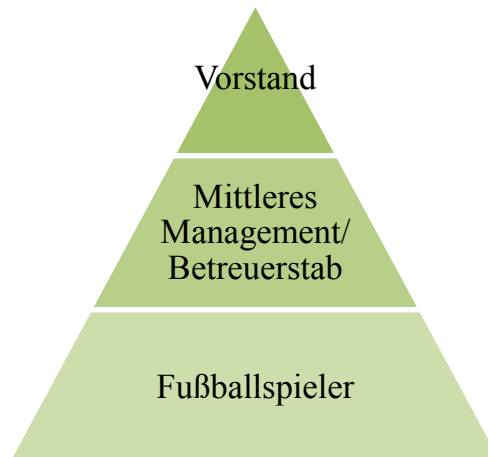 Vorstand
Mittleres
Management/
Betreuerstab
Fußballspieler